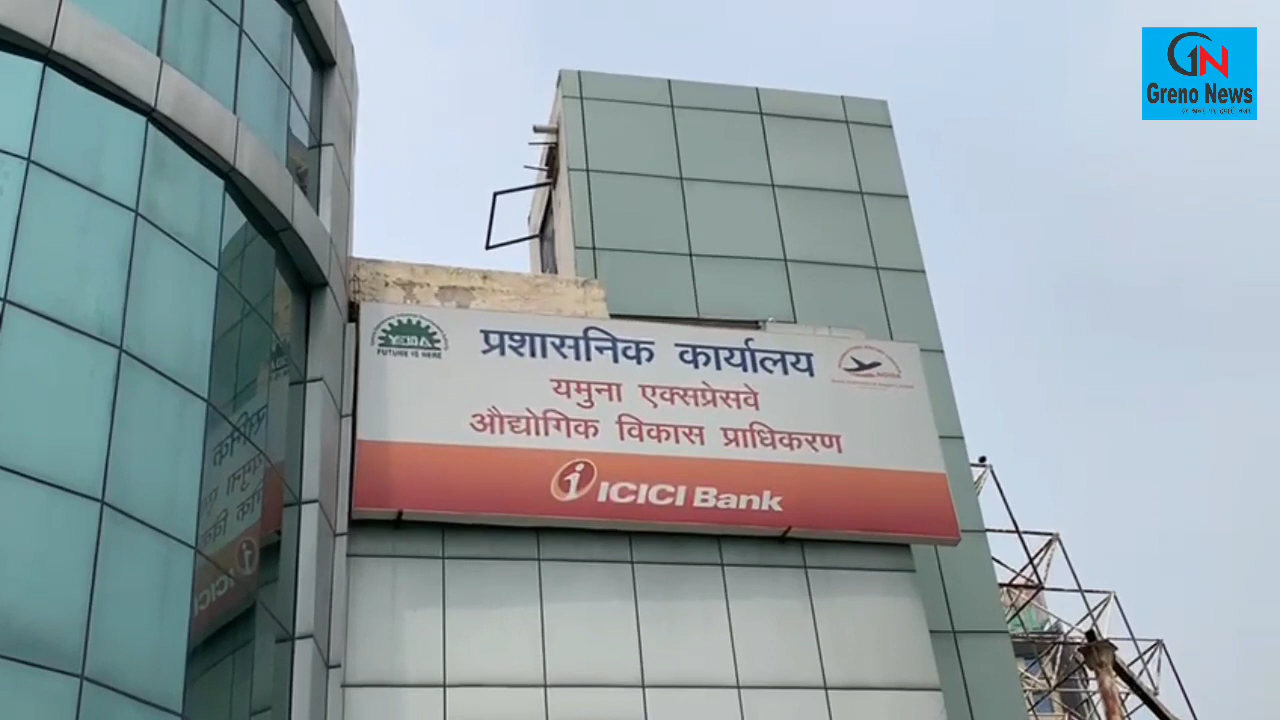 GN
Greno News
YEIDA
FUTURE IS HERE
प्रशासनिक कार्यालय
यमुना एक्सप्रेसवे
औद्योगिक विकास प्राधिकरण
i ICICI Bank